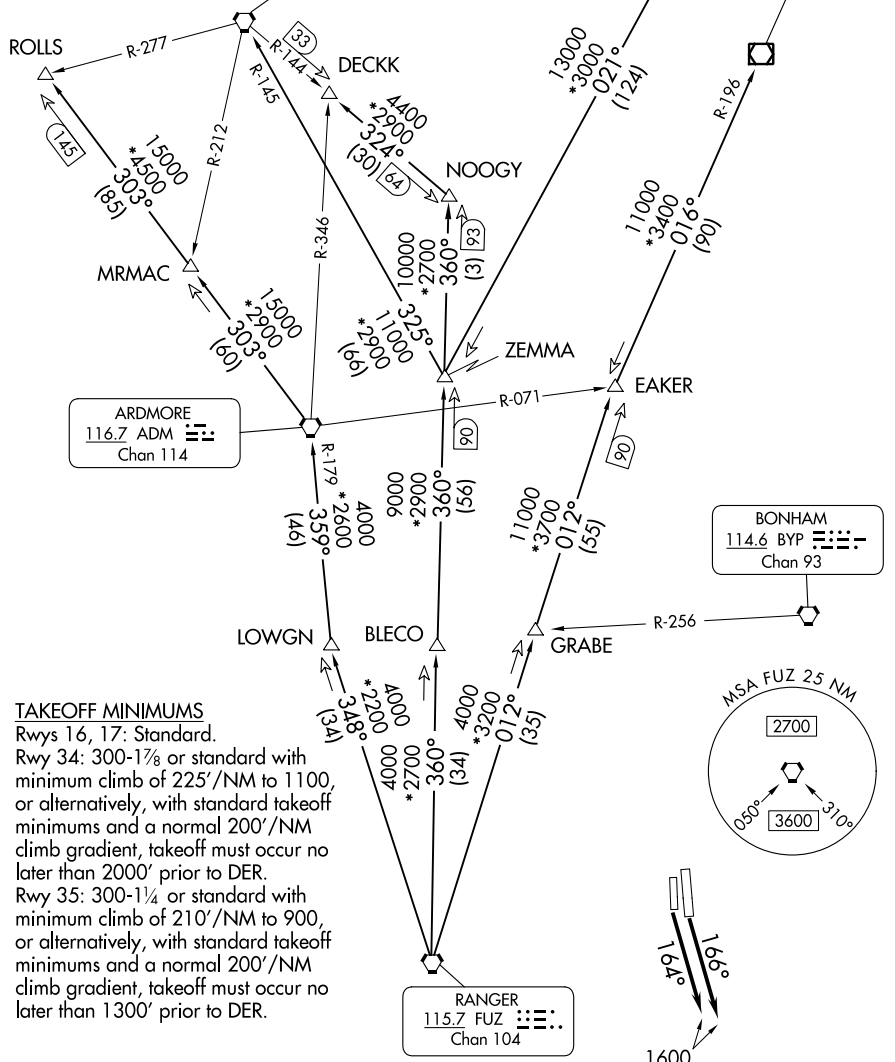 ROLLS
R-277
33
R-144
DECKK
R-145
13000
*3000
021°
(124)
R-196
145
R-212
4400
*2900
324°
(30)
64
NOOGY
15000
*4500
303°
(85)
R-346
93
11000
*3400
016°
(90)
MRMAC
10000
*2700
360°
(3)
325°
11000
*2900
(66)
15000
*2900
303°
(60)
ZEMMA
EAKER
R-071
ARDMORE
116.7 ADM
Chan 114
90
90
R-179
4000
*2600
359°
(46)
9000
*2900
360°
(56)
11000
*3700
012°
(55)
BONHAM
114.6 BYP
Chan 93
R-256
LOWGN
BLECO
GRABE
4000
*2200
348°
(34)
4000
*2700
360°
(34)
4000
*3200
012°
(35)
MSA FUZ 25 NM
2700
050°
310°
3600
TAKEOFF MINIMUMS
Rwys 16, 17: Standard.
Rwy 34: 300-1⅞ or standard with
minimum climb of 225'/NM to 1100,
or alternatively, with standard takeoff
minimums and a normal 200'/NM
climb gradient, takeoff must occur no
later than 2000' prior to DER.
Rwy 35: 300-1¼ or standard with
minimum climb of 210'/NM to 900,
or alternatively, with standard takeoff
minimums and a normal 200'/NM
climb gradient, takeoff must occur no
later than 1300' prior to DER.
RANGER
115.7 FUZ
Chan 104
164°
166°
1600